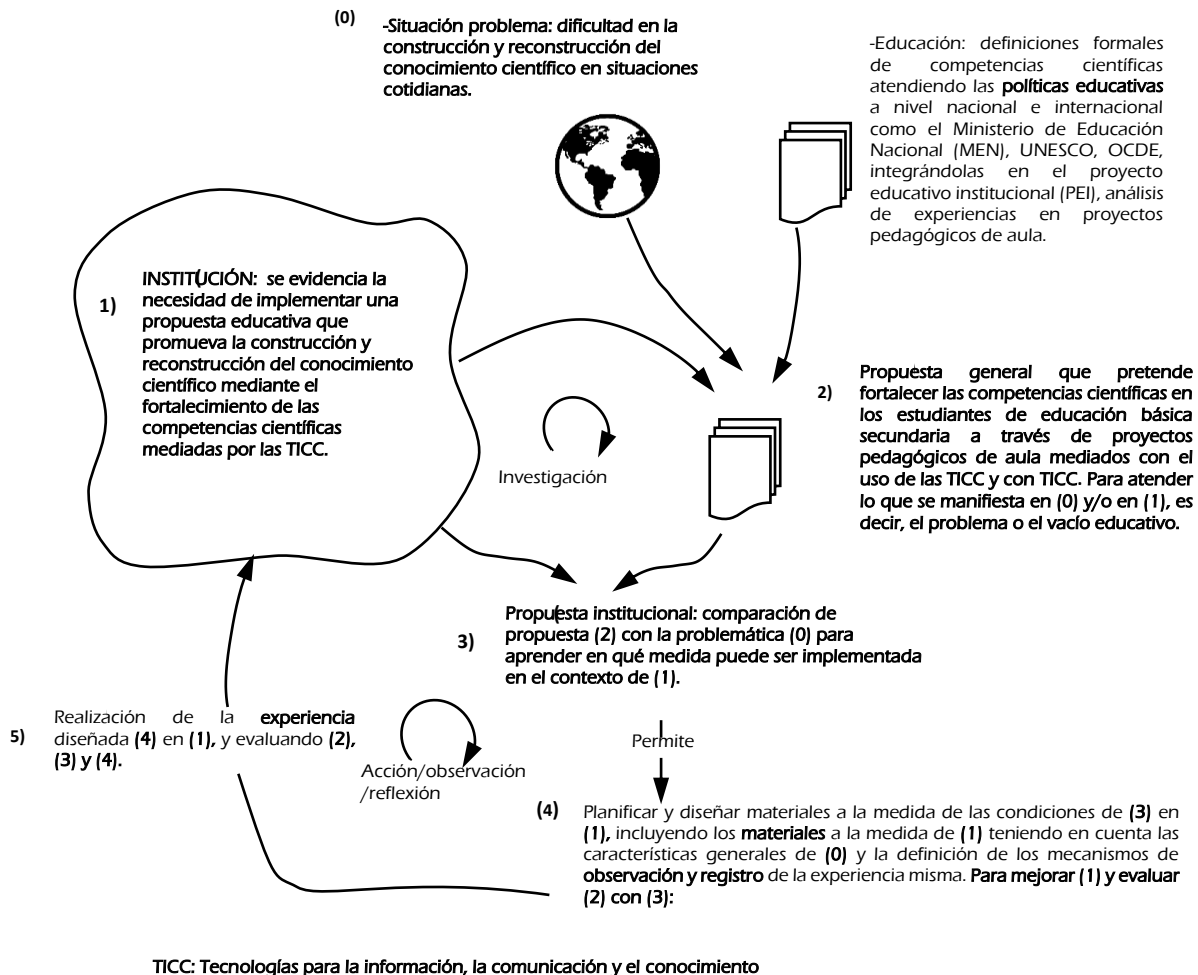 (0)
-Situación problema: dificultad en la
construcción y reconstrucción del
conocimiento científico en situaciones
cotidianas.
-Educación: definiciones formales
de competencias científicas
atendiendo las políticas educativas
a nivel nacional e internacional
como el Ministerio de Educación
Nacional (MEN), UNESCO, OCDE,
integrándolas en el proyecto
educativo institucional (PEI), análisis
de experiencias en proyectos
pedagógicos de aula.
1)
INSTITUCIÓN: se evidencia la
necesidad de implementar una
propuesta educativa que
promueva la construcción y
reconstrucción del conocimiento
científico mediante el
fortalecimiento de las
competencias científicas
mediadas por las TICC.
Investigación
2)
Propuesta general que pretende
fortalecer las competencias científicas en
los estudiantes de educación básica
secundaria a través de proyectos
pedagógicos de aula mediados con el
uso de las TICC y con TICC. Para atender
lo que se manifiesta en (0) y/o en (1), es
decir, el problema o el vacío educativo.
3)
Propuesta institucional: comparación de
propuesta (2) con la problemática (0) para
aprender en qué medida puede ser implementada
en el contexto de (1).
Permite
(4)
Planificar y diseñar materiales a la medida de las condiciones de (3) en
(1), incluyendo los materiales a la medida de (1) teniendo en cuenta las
características generales de (0) y la definición de los mecanismos de
observación y registro de la experiencia misma. Para mejorar (1) y evaluar
(2) con (3):
5)
Realización de la experiencia
diseñada (4) en (1), y evaluando (2),
(3) y (4).
Acción/observación
/reflexión
TICC: Tecnologías para la información, la comunicación y el conocimiento